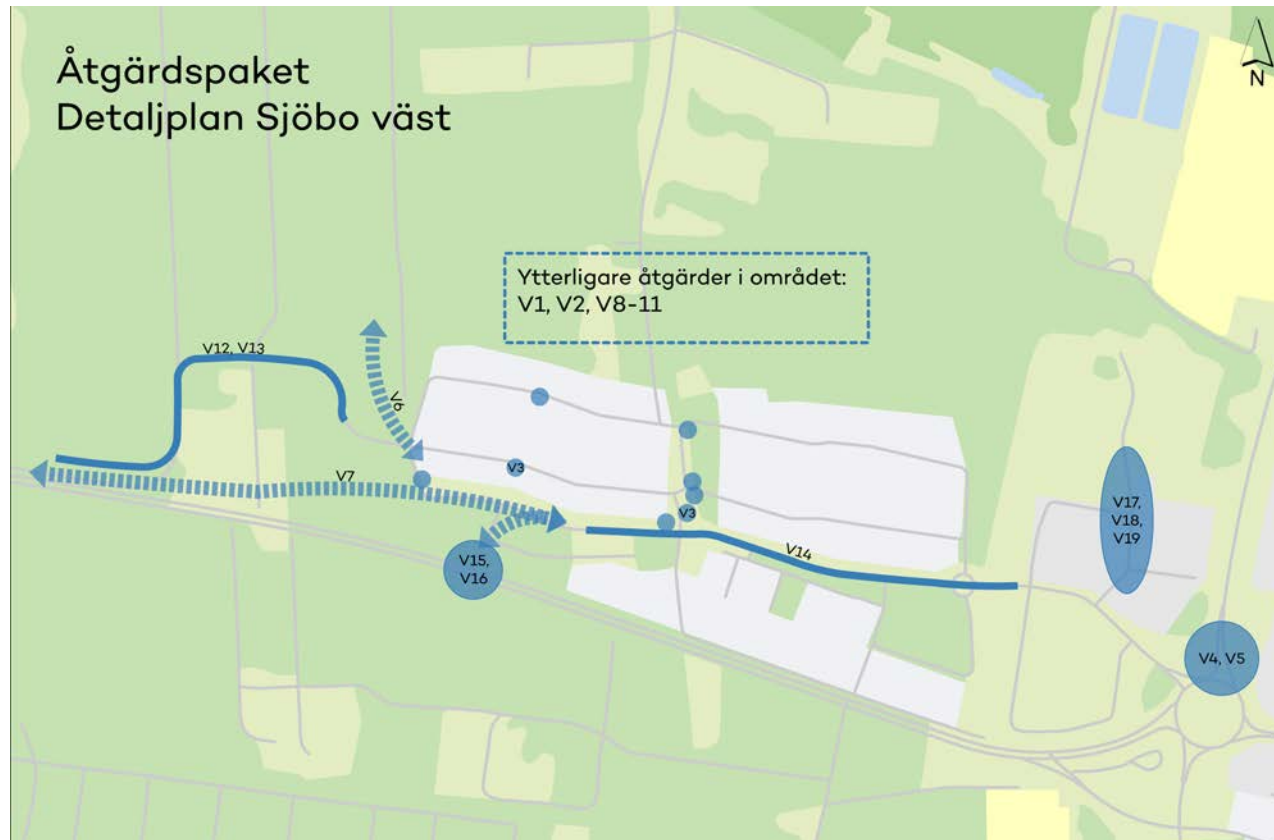 Åtgärdspaket
Detaljplan Sjöbo väst
N
Ytterligare åtgärder i området:
V1, V2, V8-11
V12, V13
V6
V7
V3
V3
V14
V15,
V16
V17,
V18,
V19
V4, V5